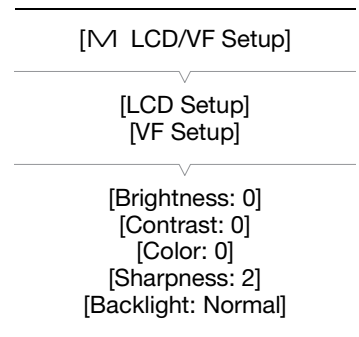 [M LCD/VF Setup]
[LCD Setup]
[VF Setup]
[Brightness: 0]
[Contrast: 0]
[Color: 0]
[Sharpness: 2]
[Backlight: Normal]